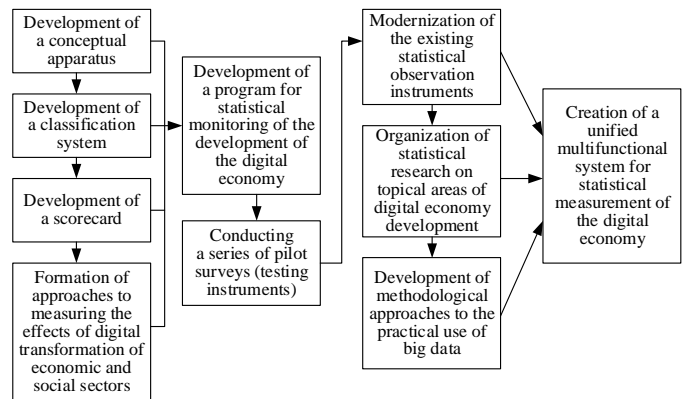 Development of
a conceptual
apparatus
Development of
a classification
system
Development of
a scorecard
Formation of
approaches to
measuring the
effects of digital
transformation of
economic and
social sectors
Development of
a program for
statistical
monitoring of the
development of
the digital
economy
Conducting
a series of pilot
surveys (testing
instruments)
Modernization of
the existing
statistical
observation
instruments
Organization of
statistical
research on
topical areas of
digital economy
development
Development of
methodological
approaches to the
practical use of
big data
Creation of a
unified
multifunctional
system for
statistical
measurement of
the digital
economy